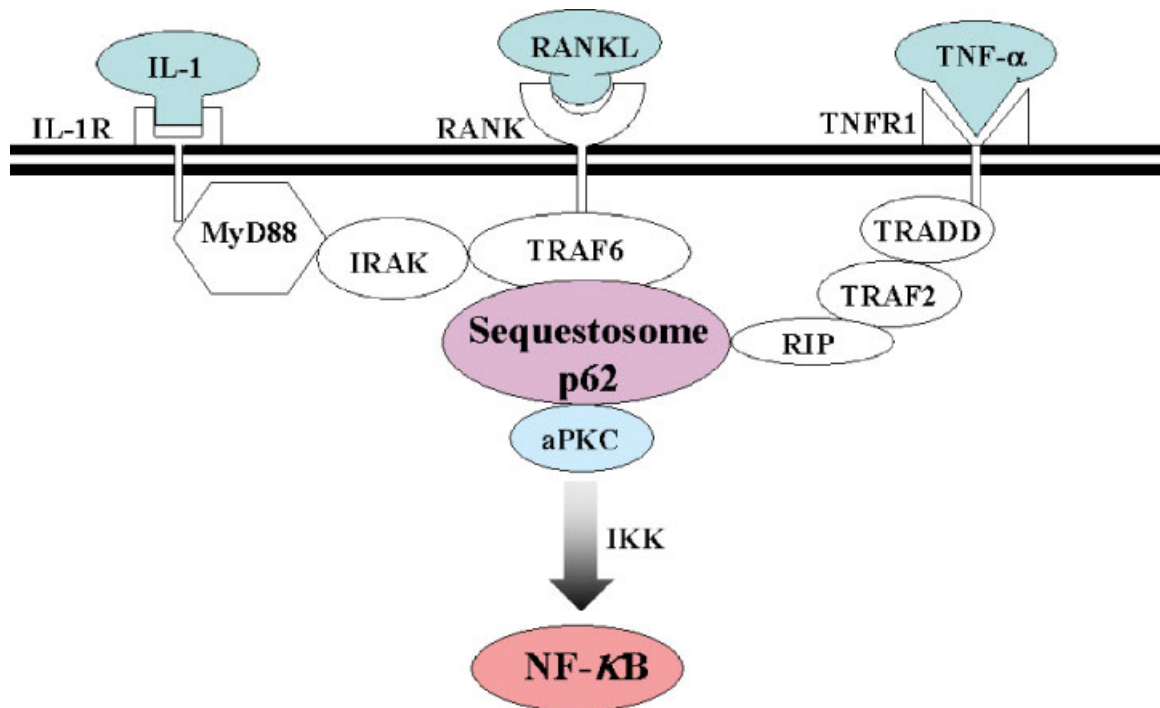 IL-1
RANKL
TNF-α
IL-1R
RANK
TNFR1
MyD88
IRAK
TRAF6
TRADD
TRAF2
RIP
Sequestosome
p62
aPKC
IKK
NF-κB